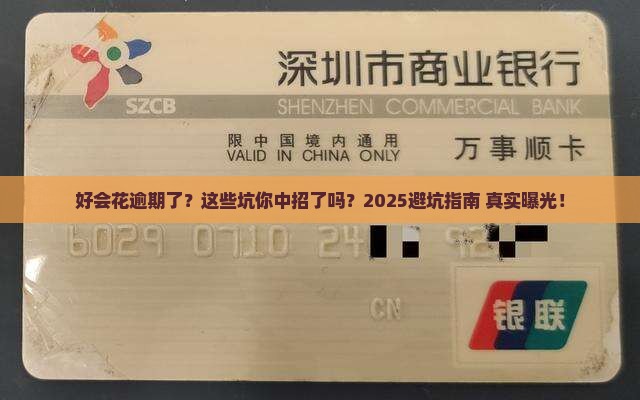 深圳市商业银行
SZCB
SHENZHEN COMMERCIAL BANK
限中国境内通用
VALID IN CHINA ONLY
万事顺卡
好会花逾期了？这些坑你中招了吗？2025避坑指南 真实曝光！
6029 0710 24
CN
银联